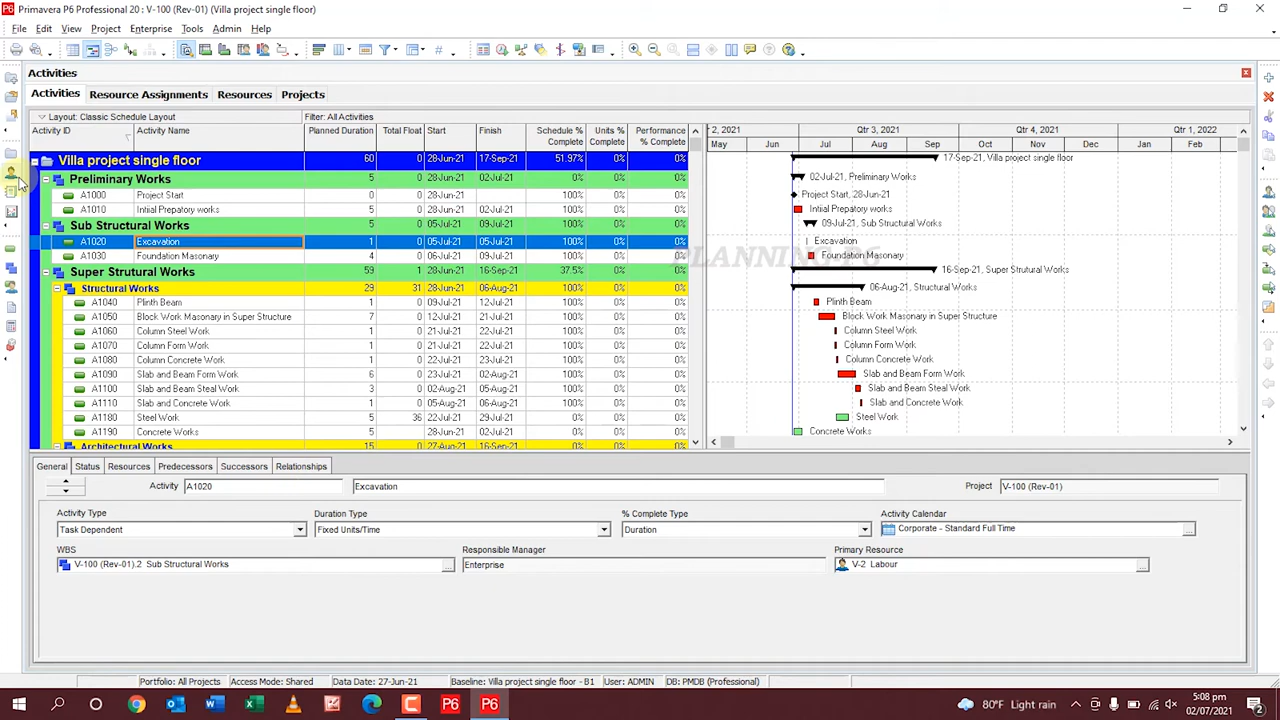 Primavera P6 Professional 20 : V-100 (Rev-01) (Villa project single floor)
File Edit View Project Enterprise Tools Admin Help
Activities
Activities Resource Assignments Resources Projects
Layout: Classic Schedule Layout Filter: All Activities
Activity ID Activity Name Planned Duration Total Float Start Finish Schedule % Complete Units % Complete Performance % Complete
2, 2021 Qtr 3, 2021 Qtr 4, 2021 Qtr 1, 2022
May Jun Jul Aug Sep Oct Nov Dec Jan Feb
Villa project single floor 60 0 28-Jun-21 17-Sep-21 51.97% 0% 0% 17-Sep-21, Villa project single floor
Preliminary Works 5 0 28-Jun-21 02-Jul-21 0% 0% 0% 02-Jul-21, Preliminary Works
A1000 Project Start 0 0 28-Jun-21 100% 0% 0% Project Start, 28-Jun-21
A1010 Intiial Prepatory works 5 0 28-Jun-21 02-Jul-21 100% 0% 0% Intiial Prepatory works
Sub Structural Works 5 0 05-Jul-21 09-Jul-21 100% 0% 0% 09-Jul-21, Sub Structural Works
A1020 Excavation 1 0 05-Jul-21 05-Jul-21 100% 0% 0% Excavation
A1030 Foundation Masonary 4 0 06-Jul-21 09-Jul-21 100% 0% 0% Foundation Masonary
PLANNING P6
Super Strutural Works 59 1 28-Jun-21 16-Sep-21 37.5% 0% 0% 16-Sep-21, Super Strutural Works
Structural Works 29 31 28-Jun-21 06-Aug-21 100% 0% 0% 06-Aug-21, Structural Works
A1040 Plinth Beam 1 0 09-Jul-21 12-Jul-21 100% 0% 0% Plinth Beam
A1050 Block Work Masonary in Super Structure 7 0 12-Jul-21 21-Jul-21 100% 0% 0% Block Work Masonary in Super Structure
A1060 Column Steel Work 1 0 21-Jul-21 22-Jul-21 100% 0% 0% Column Steel Work
A1070 Column Form Work 1 0 21-Jul-21 22-Jul-21 100% 0% 0% Column Form Work
A1080 Column Concrete Work 1 0 22-Jul-21 23-Jul-21 100% 0% 0% Column Concrete Work
A1090 Slab and Beam Form Work 6 0 23-Jul-21 02-Aug-21 100% 0% 0% Slab and Beam Form Work
A1100 Slab and Beam Steal Work 3 0 02-Aug-21 05-Aug-21 100% 0% 0% Slab and Beam Steal Work
A1110 Slab and Concrete Work 1 0 05-Aug-21 06-Aug-21 100% 0% 0% Slab and Concrete Work
A1180 Steel Work 5 36 22-Jul-21 29-Jul-21 0% 0% 0% Steel Work
A1190 Concrete Works 5 0 28-Jun-21 02-Jul-21 100% 0% 0% Concrete Works
Architectural Works 15 0 27-Aug-21 16-Sep-21 0% 0% 0%
General Status Resources Predecessors Successors Relationships
Activity A1020 Excavation Project V-100 (Rev-01)
Activity Type Duration Type % Complete Type Activity Calendar
Task Dependent Fixed Units/Time Duration Corporate - Standard Full Time
WBS Responsible Manager Primary Resource
V-100 (Rev-01).2 Sub Structural Works Enterprise V-2 Labour
Portfolio: All Projects Access Mode: Shared Data Date: 27-Jun-21 Baseline: Villa project single floor - B1 User: ADMIN DB: PMDB (Professional)
80°F Light rain 5:08 pm
02/07/2021